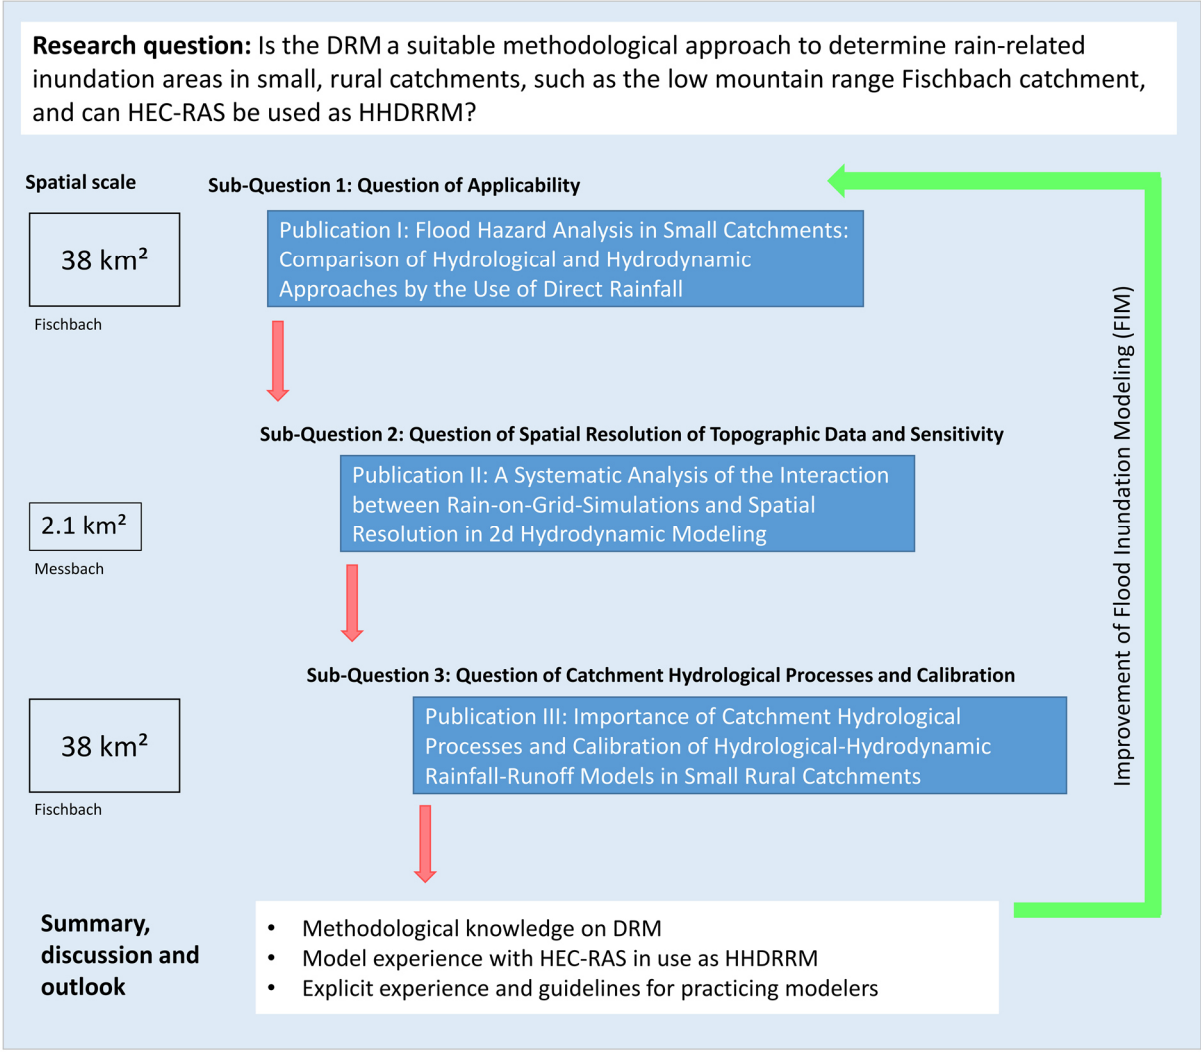 Research question: Is the DRM a suitable methodological approach to determine rain-related
inundation areas in small, rural catchments, such as the low mountain range Fischbach catchment,
and can HEC-RAS be used as HHDRRM?
Spatial scale
Sub-Question 1: Question of Applicability
38 km²
Fischbach
Publication I: Flood Hazard Analysis in Small Catchments:
Comparison of Hydrological and Hydrodynamic
Approaches by the Use of Direct Rainfall
Sub-Question 2: Question of Spatial Resolution of Topographic Data and Sensitivity
2.1 km²
Messbach
Publication II: A Systematic Analysis of the Interaction
between Rain-on-Grid-Simulations and Spatial
Resolution in 2d Hydrodynamic Modeling
Sub-Question 3: Question of Catchment Hydrological Processes and Calibration
38 km²
Fischbach
Publication III: Importance of Catchment Hydrological
Processes and Calibration of Hydrological-Hydrodynamic
Rainfall-Runoff Models in Small Rural Catchments
Improvement of Flood Inundation Modeling (FIM)
Summary,
discussion and
outlook
• Methodological knowledge on DRM
• Model experience with HEC-RAS in use as HHDRRM
• Explicit experience and guidelines for practicing modelers